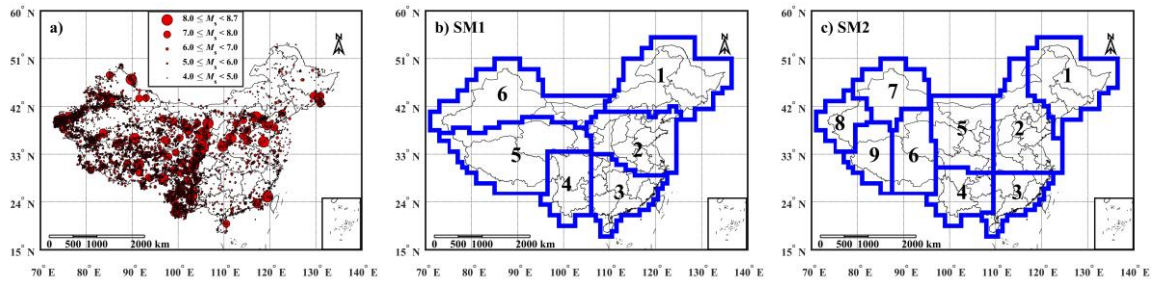 a)
8.0 ≤ Ms < 8.7
7.0 ≤ Ms < 8.0
6.0 ≤ Ms < 7.0
5.0 ≤ Ms < 6.0
4.0 ≤ Ms < 5.0
N
60° N
51° N
42° N
33° N
24° N
15° N
0 500 1000 2000 km
70° E 80° E 90° E 100° E 110° E 120° E 130° E 140° E
b) SM1
N
1
6
2
5
4
3
60° N
51° N
42° N
33° N
24° N
15° N
0 500 1000 2000 km
70° E 80° E 90° E 100° E 110° E 120° E 130° E 140° E
c) SM2
N
1
7
8
5
2
9
6
4
3
60° N
51° N
42° N
33° N
24° N
15° N
0 500 1000 2000 km
70° E 80° E 90° E 100° E 110° E 120° E 130° E 140° E